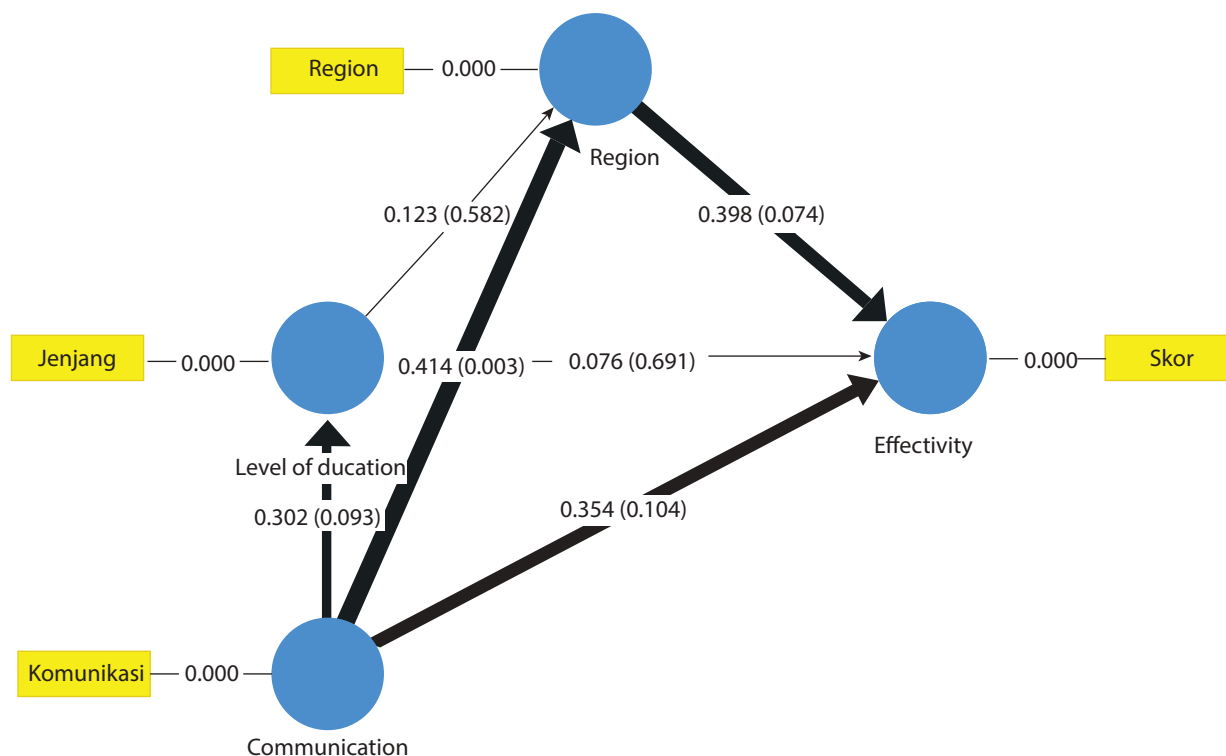 Region
0.000
Region
0.123 (0.582)
0.398 (0.074)
Jenjang
0.000
0.414 (0.003)
0.076 (0.691)
0.000
Skor
Effectivity
Level of ducation
0.302 (0.093)
0.354 (0.104)
Komunikasi
0.000
Communication